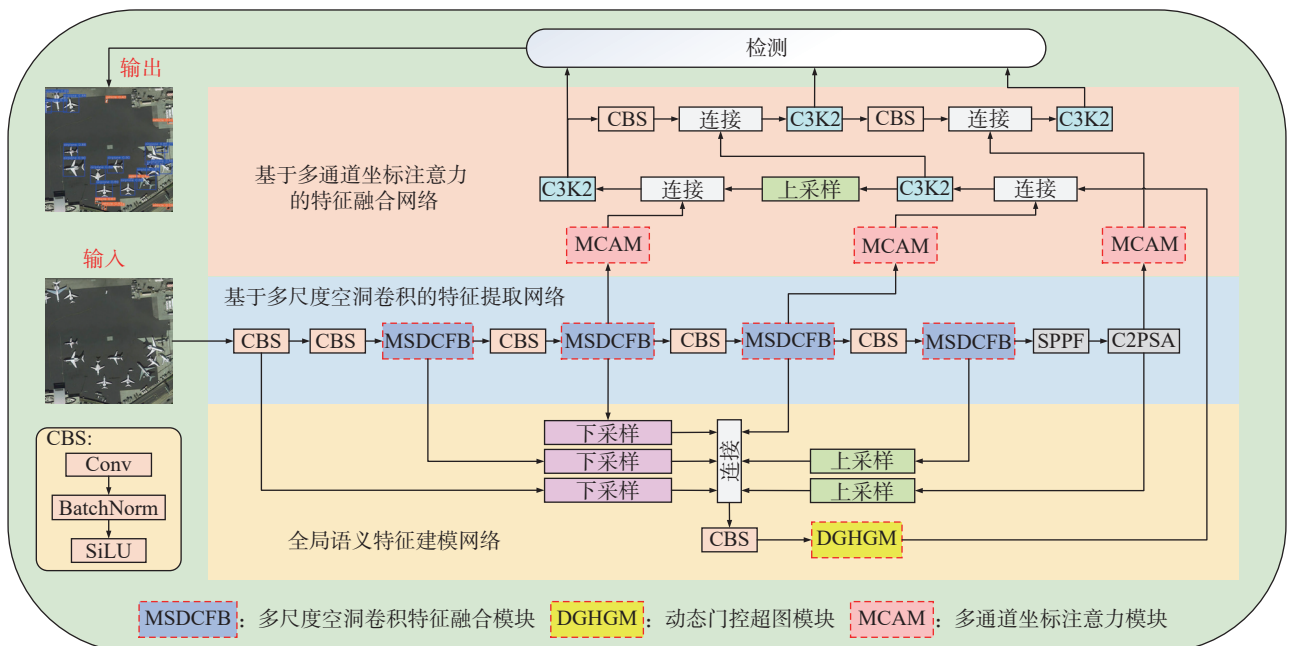 检测
输出
CBS
连接
C3K2
CBS
连接
C3K2
基于多通道坐标注意力
的特征融合网络
C3K2
连接
上采样
C3K2
连接
MCAM
MCAM
MCAM
输入
基于多尺度空洞卷积的特征提取网络
CBS
CBS
MSDCFB
CBS
MSDCFB
CBS
MSDCFB
CBS
MSDCFB
SPPF
C2PSA
下采样
下采样
下采样
连接
上采样
上采样
CBS
DGHGM
全局语义特征建模网络
CBS:
Conv
BatchNorm
SiLU
MSDCFB：多尺度空洞卷积特征融合模块
DGHGM：动态门控超图模块
MCAM：多通道坐标注意力模块